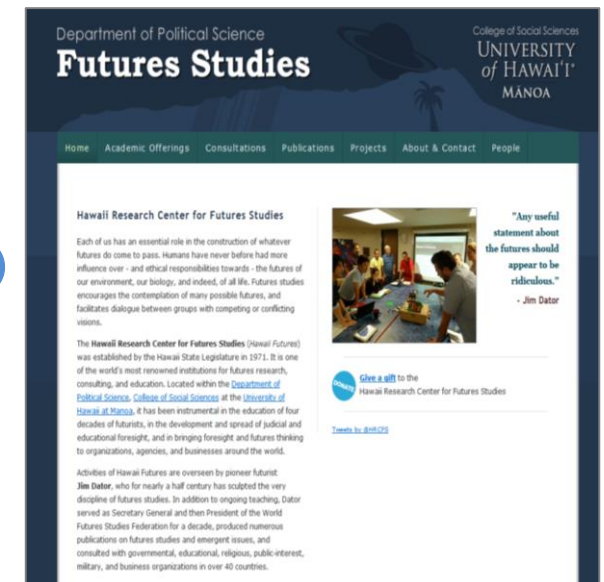 Department of Political Science
Futures Studies
College of Social Sciences
UNIVERSITY
of HAWAI'I®
MĀNOA
Home Academic Offerings Consultations Publications Projects About & Contact People
Hawaii Research Center for Futures Studies
Each of us has an essential role in the construction of whatever
futures do come to pass. Humans have never before had more
influence over - and ethical responsibilities towards - the futures of
our environment, our biology, and indeed, of all life. Futures studies
encourages the contemplation of many possible futures, and
facilitates dialogue between groups with competing or conflicting
visions.
The Hawaii Research Center for Futures Studies (Hawaii Futures)
was established by the Hawaii State Legislature in 1971. It is one
of the world's most renowned institutions for futures research,
consulting, and education. Located within the Department of
Political Science, College of Social Sciences at the University of
Hawaii at Manoa, it has been instrumental in the education of four
decades of futurists, in the development and spread of judicial and
educational foresight, and in bringing foresight and futures thinking
to organizations, agencies, and businesses around the world.
Activities of Hawaii Futures are overseen by pioneer futurist
Jim Dator, who for nearly a half century has sculpted the very
discipline of futures studies. In addition to ongoing teaching, Dator
served as Secretary General and then President of the World
Futures Studies Federation for a decade, produced numerous
publications on futures studies and emergent issues, and
consulted with governmental, educational, religious, public-interest,
military, and business organizations in over 40 countries.
"Any useful
statement about
the futures should
appear to be
ridiculous."
- Jim Dator
DONATE
Give a gift to the
Hawaii Research Center for Futures Studies
Tweets by @HRCFS